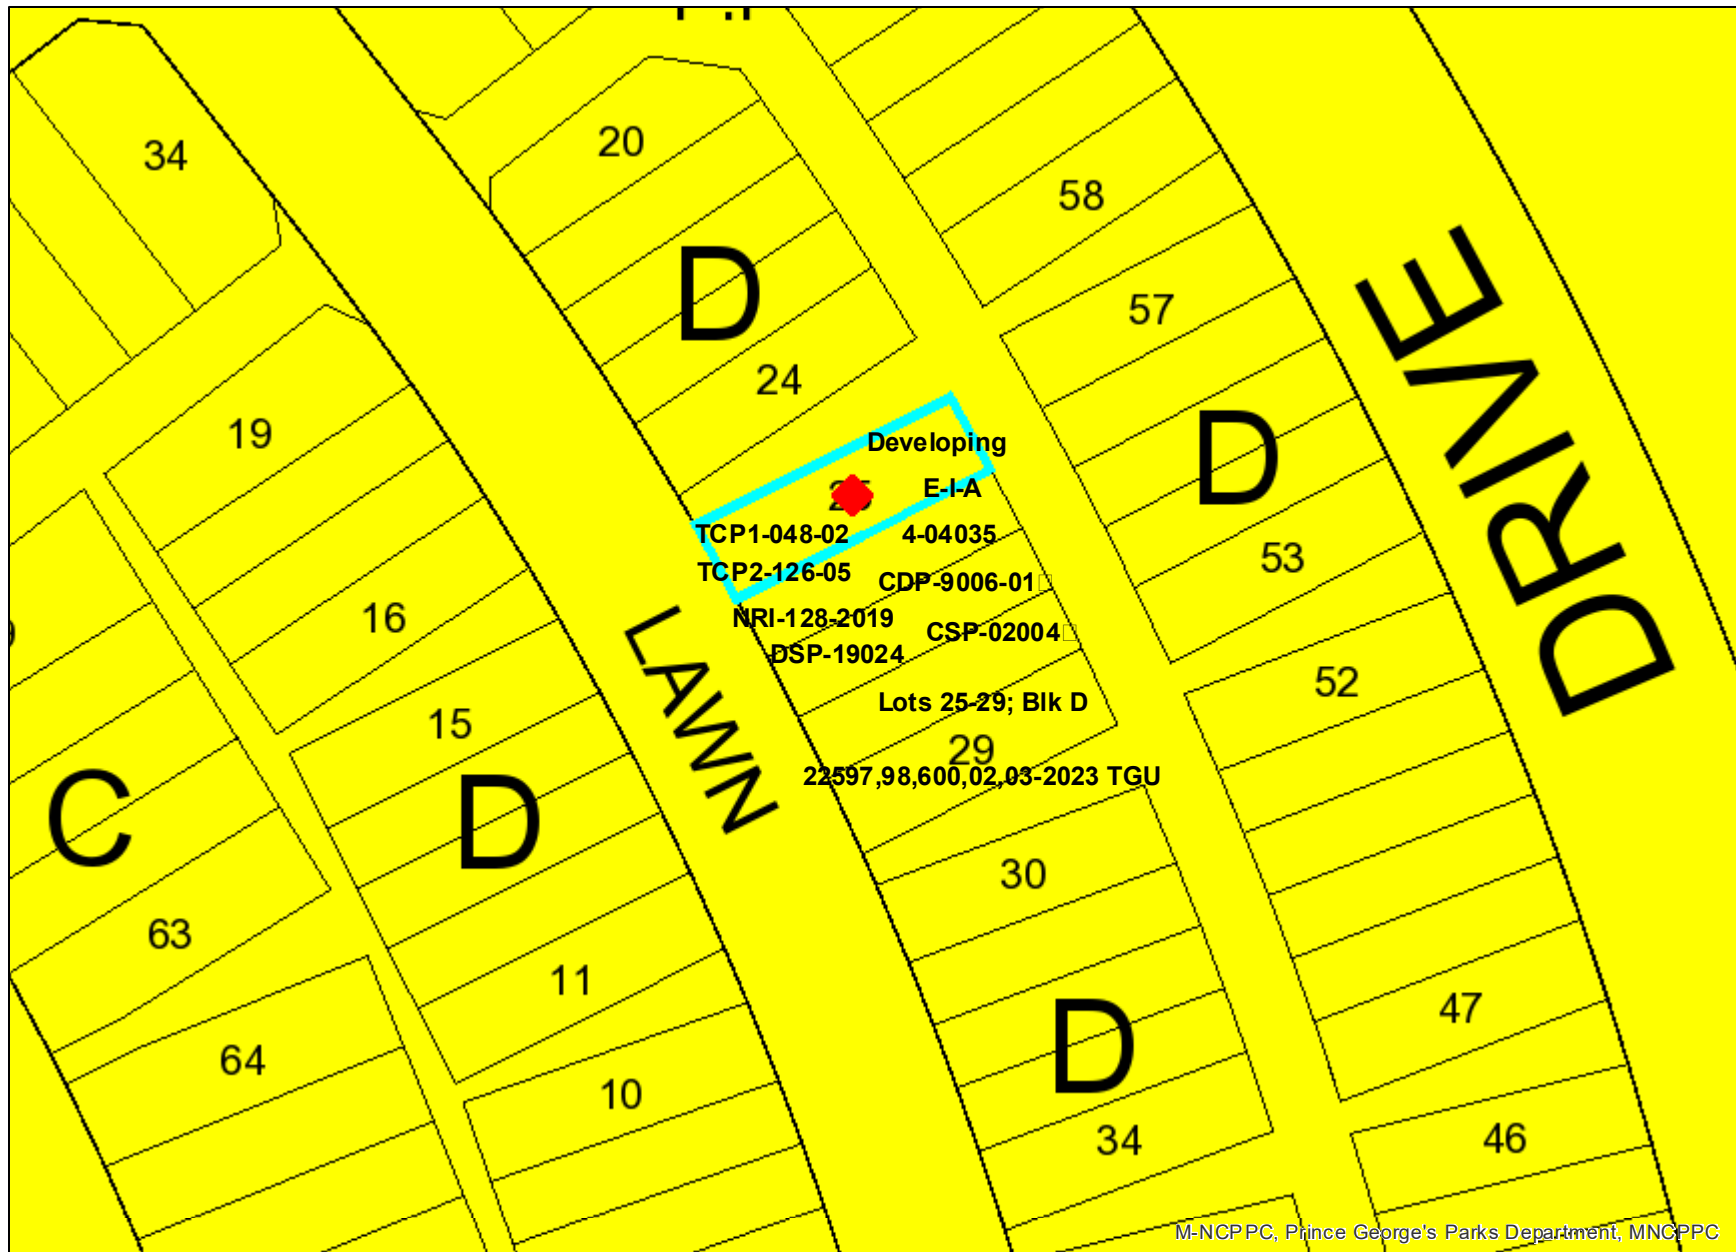 34
20
58
D
57
DRIVE
24
19
D
Developing
25
E-I-A
TCP1-048-02
4-04035
53
TCP2-126-05
CDP-9006-01
16
NRI-128-2019
CSP-02004
DSP-19024
52
LAWN
15
Lots 25-29; Blk D
29
22597,98,600,02,03-2023 TGU
C
D
30
63
11
47
64
D
10
34
46
M-NCPPC, Prince George's Parks Department, MNCPPC